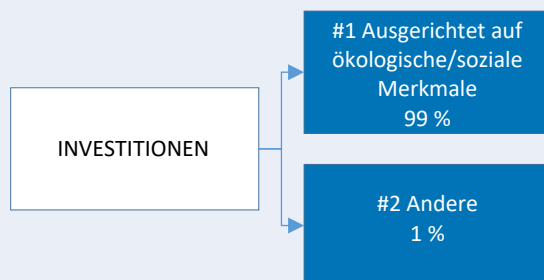 INVESTITIONEN
#1 Ausgerichtet auf
ökologische/soziale
Merkmale
99 %
#2 Andere
1 %